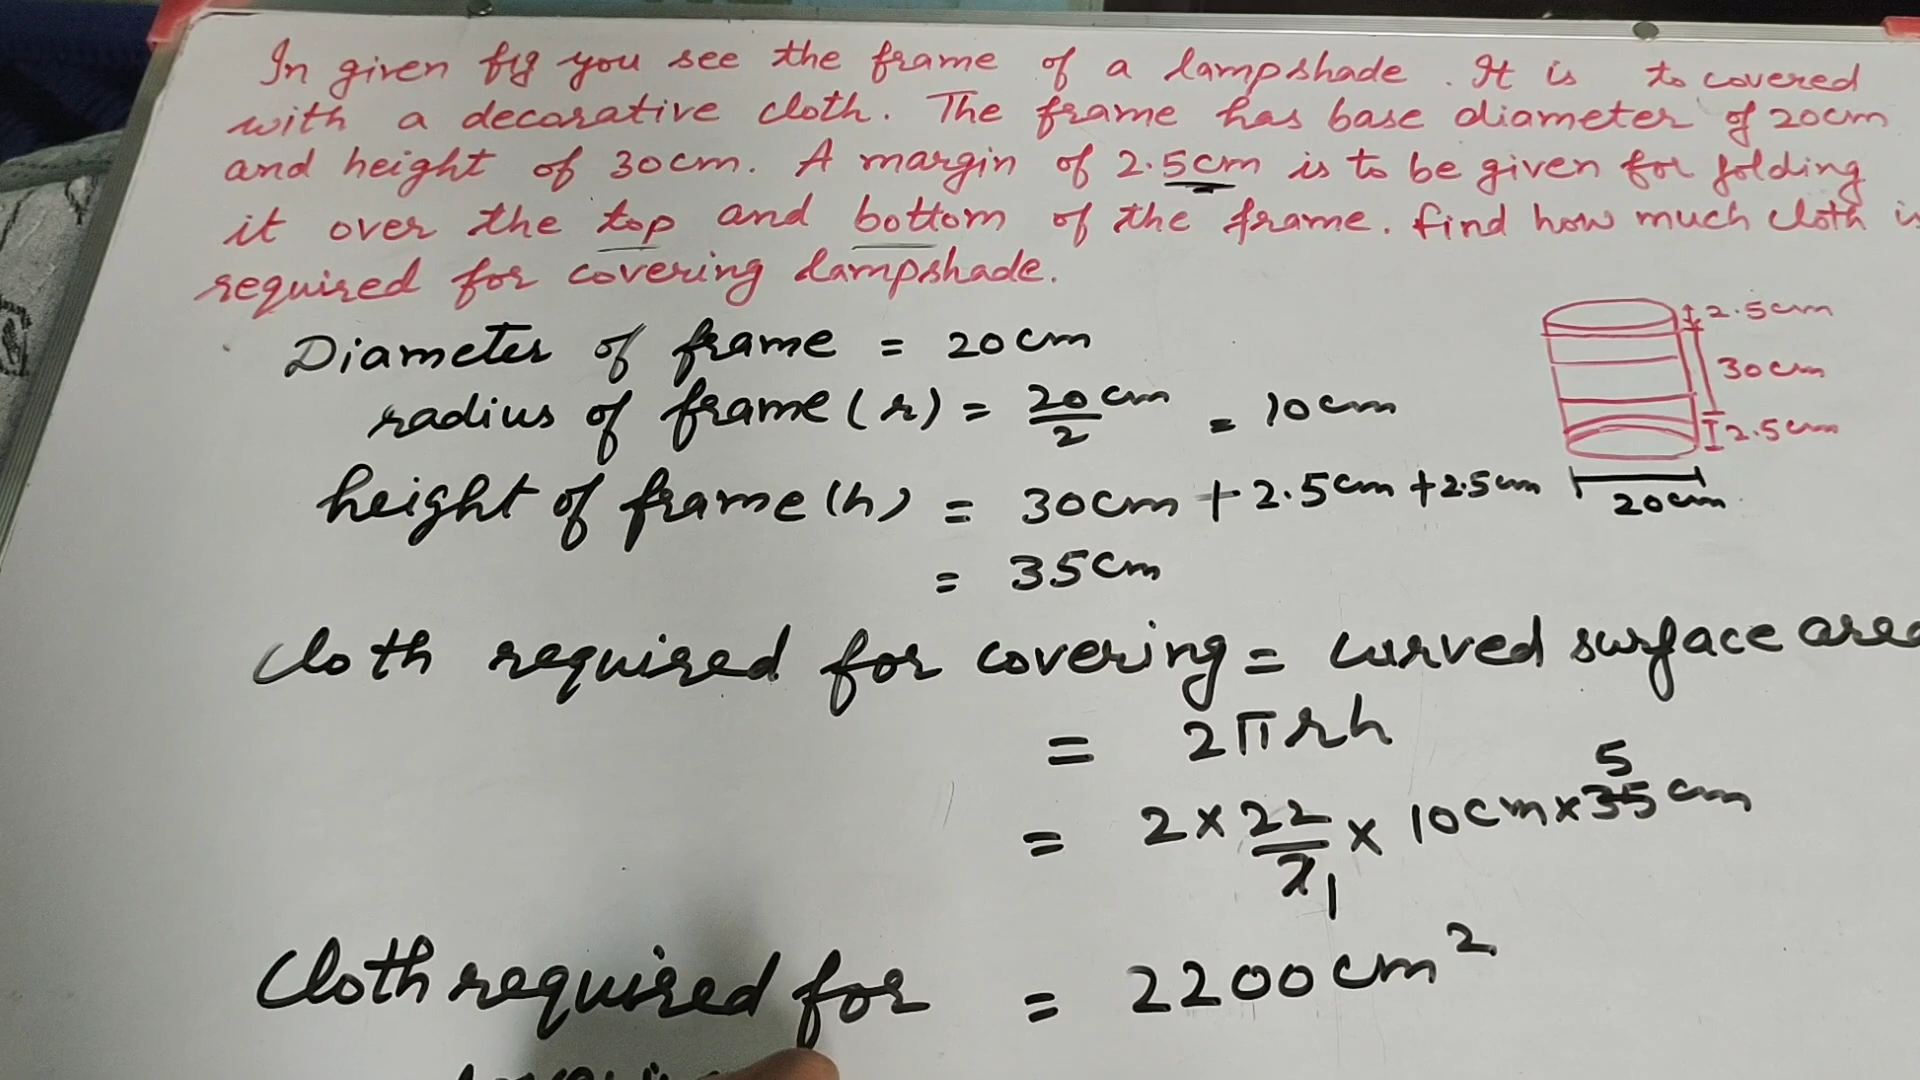 In given fig you see the frame of a lampshade. It is to covered
with a decorative cloth. The frame has base diameter of 20cm
and height of 30cm. A margin of 2.5cm is to be given for folding
it over the top and bottom of the frame. find how much cloth is
required for covering lampshade.
2.5cm
30cm
2.5cm
20cm
Diameter of frame = 20cm
radius of frame (r) = 20cm/2 = 10cm
height of frame (h) = 30cm + 2.5cm + 2.5cm
= 35cm
Cloth required for covering = curved surface area
= 2πrh
= 2 × 22/7 1 × 10cm × 35 5 cm
Cloth required for = 2200cm²